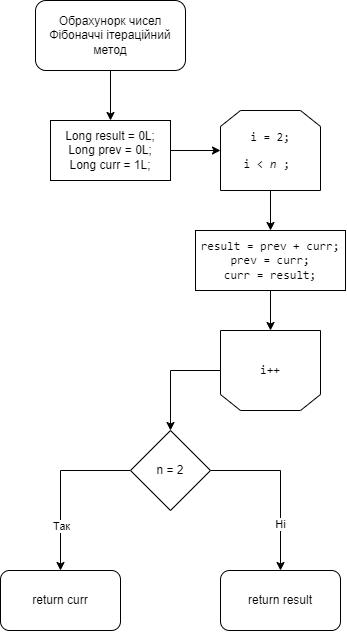 Обрахунорк чисел
Фібоначчі ітераційний
метод
Long result = 0L;
Long prev = 0L;
Long curr = 1L;
i = 2;
i < n ;
result = prev + curr;
prev = curr;
curr = result;
i++
n = 2
Так
Ні
return curr
return result